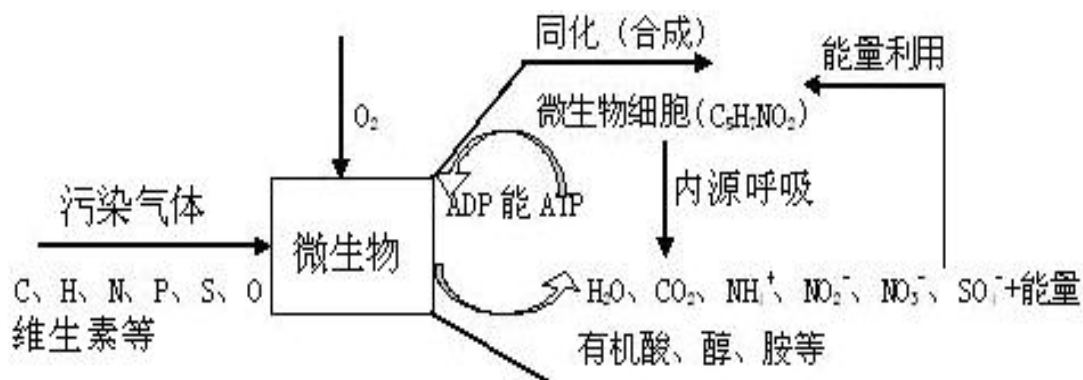 同化（合成）
能量利用
O₂
微生物细胞(C₅H₇NO₂)
污染气体
ADP 能 ATP
内源呼吸
微生物
C、H、N、P、S、O
维生素等
H₂O、CO₂、NH₄⁺、NO₂⁻、NO₃⁻、SO₄⁻+能量
有机酸、醇、胺等